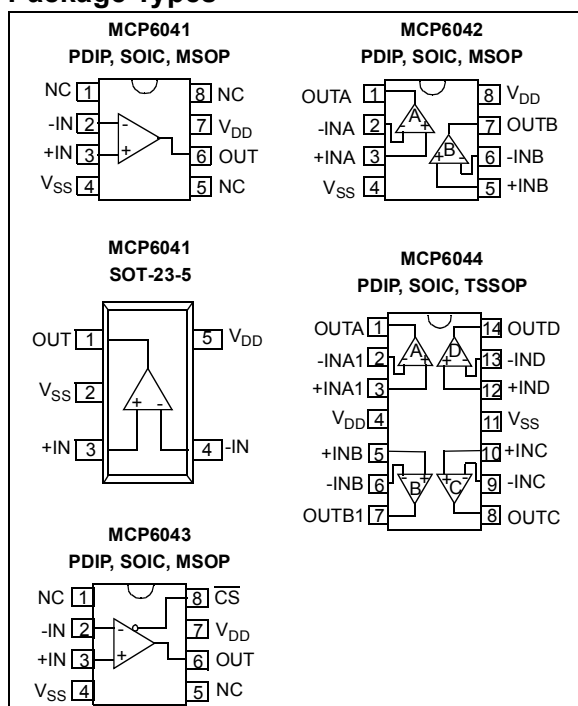 Package Types
MCP6041
PDIP, SOIC, MSOP
NC 1 8 NC
-IN 2 - 7 VDD
+IN 3 + 6 OUT
VSS 4 5 NC
MCP6042
PDIP, SOIC, MSOP
OUTA 1 8 VDD
-INA 2 - A + 7 OUTB
+INA 3 + B - 6 -INB
VSS 4 5 +INB
MCP6041
SOT-23-5
OUT 1 5 VDD
VSS 2
+ -
+IN 3 4 -IN
MCP6044
PDIP, SOIC, TSSOP
OUTA 1 14 OUTD
-INA1 2 - A + + D - 13 -IND
+INA1 3 12 +IND
VDD 4 11 VSS
+INB 5 10 +INC
-INB 6 - B + + C - 9 -INC
OUTB1 7 8 OUTC
MCP6043
PDIP, SOIC, MSOP
NC 1 8 C̅S̅
-IN 2 - 7 VDD
+IN 3 + 6 OUT
VSS 4 5 NC